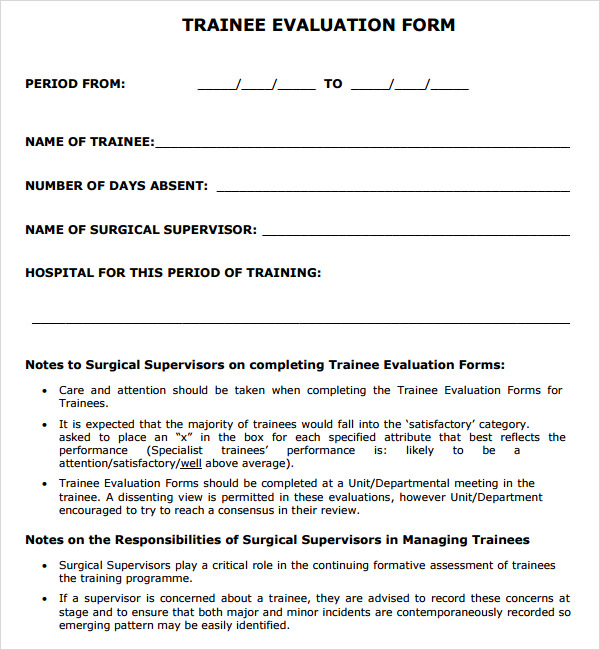 TRAINEE EVALUATION FORM
PERIOD FROM: _____/____/_____ TO _____/____/_____
NAME OF TRAINEE:
NUMBER OF DAYS ABSENT:
NAME OF SURGICAL SUPERVISOR:
HOSPITAL FOR THIS PERIOD OF TRAINING:
Notes to Surgical Supervisors on completing Trainee Evaluation Forms:
• Care and attention should be taken when completing the Trainee Evaluation Forms for
Trainees.
• It is expected that the majority of trainees would fall into the ‘satisfactory’ category.
asked to place an “x” in the box for each specified attribute that best reflects the
performance (Specialist trainees’ performance is: likely to be a
attention/satisfactory/well above average).
• Trainee Evaluation Forms should be completed at a Unit/Departmental meeting in the
trainee. A dissenting view is permitted in these evaluations, however Unit/Department
encouraged to try to reach a consensus in their review.
Notes on the Responsibilities of Surgical Supervisors in Managing Trainees
• Surgical Supervisors play a critical role in the continuing formative assessment of trainees
the training programme.
• If a supervisor is concerned about a trainee, they are advised to record these concerns at
stage and to ensure that both major and minor incidents are contemporaneously recorded so
emerging pattern may be easily identified.